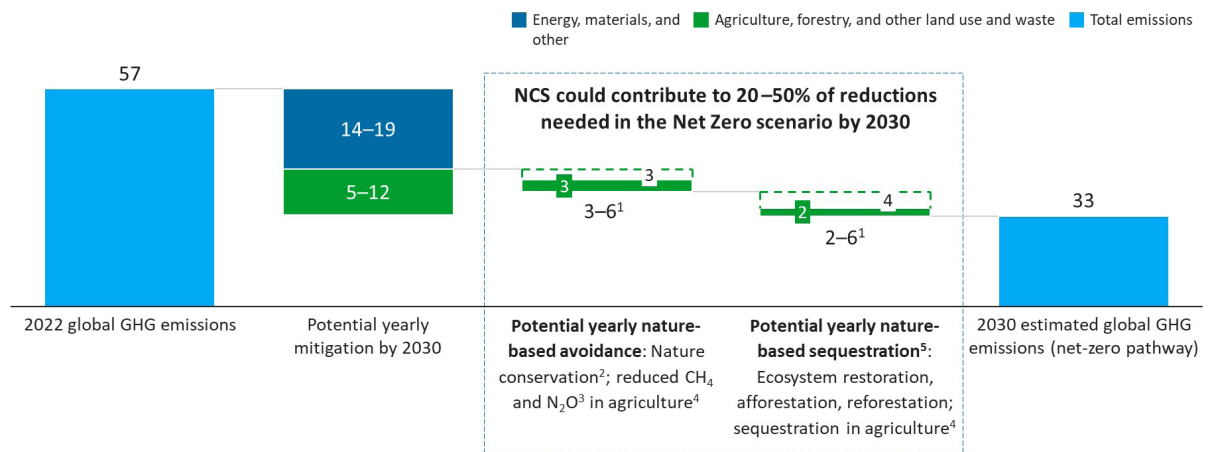 Energy, materials, and
other
Agriculture, forestry, and other land use and waste
Total emissions
57
14–19
5–12
NCS could contribute to 20–50% of reductions
needed in the Net Zero scenario by 2030
3
3
3–6¹
2
4
2–6¹
33
2022 global GHG emissions
Potential yearly
mitigation by 2030
Potential yearly nature-
based avoidance: Nature
conservation²; reduced CH₄
and N₂O³ in agriculture⁴
Potential yearly nature-
based sequestration⁵:
Ecosystem restoration,
afforestation, reforestation;
sequestration in agriculture⁴
2030 estimated global GHG
emissions (net-zero pathway)